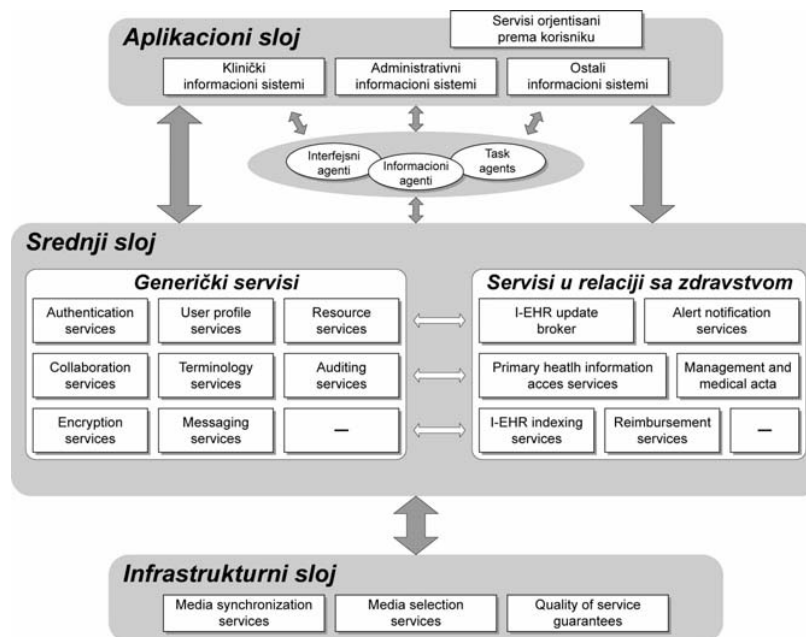 Aplikacioni sloj
Servisi orjentisani
prema korisniku
Klinički
informacioni sistemi
Administrativni
informacioni sistemi
Ostali
informacioni sistemi
Interfejsni
agenti
Informacioni
agenti
Task
agents
Srednji sloj
Generički servisi
Authentication
services
User profile
services
Resource
services
Collaboration
services
Terminology
services
Auditing
services
Encryption
services
Messaging
services
—
Servisi u relaciji sa zdravstvom
I-EHR update
broker
Alert notification
services
Primary heatlh information
acces services
Management and
medical acta
I-EHR indexing
services
Reimbursement
services
—
Infrastrukturni sloj
Media synchronization
services
Media selection
services
Quality of service
guarantees